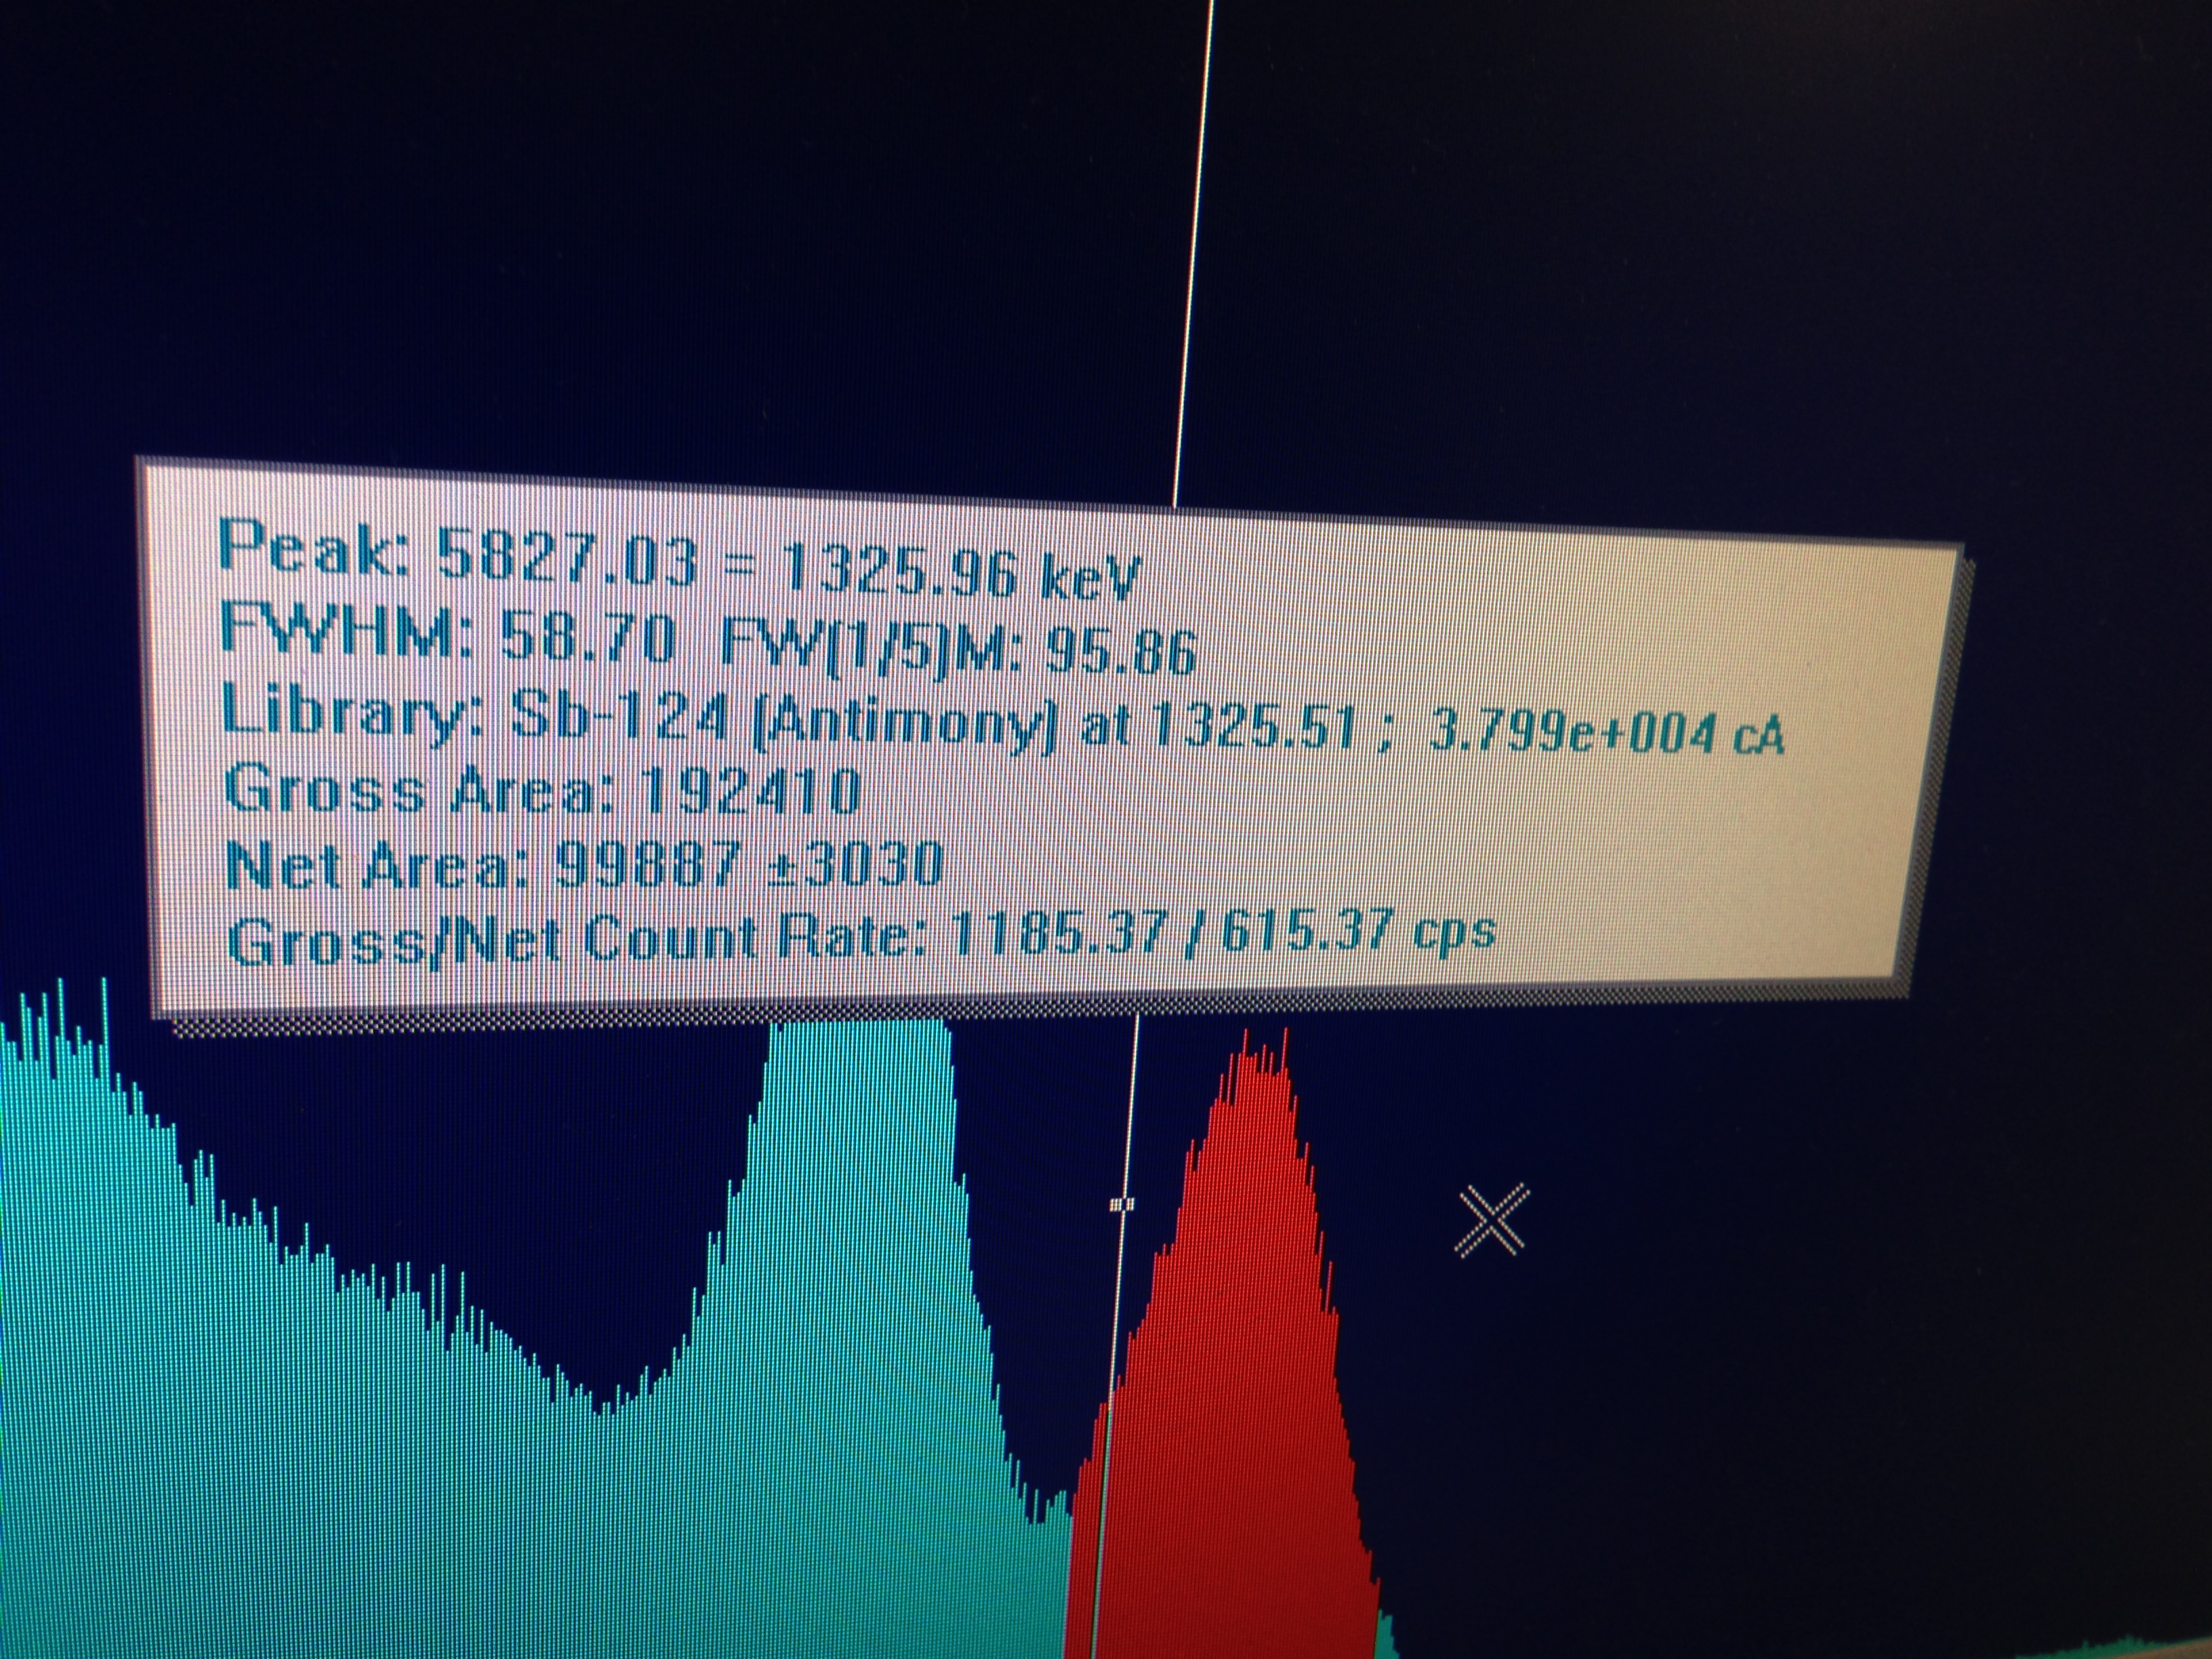 Peak: 5827.03 = 1325.96 keV
FWHM: 58.70 FW(1/5)M: 95.86
Library: Sb-124 (Antimony) at 1325.51 ; 3.799e+004 cA
Gross Area: 192410
Net Area: 99887 ±3030
Gross/Net Count Rate: 1185.37 / 615.37 cps